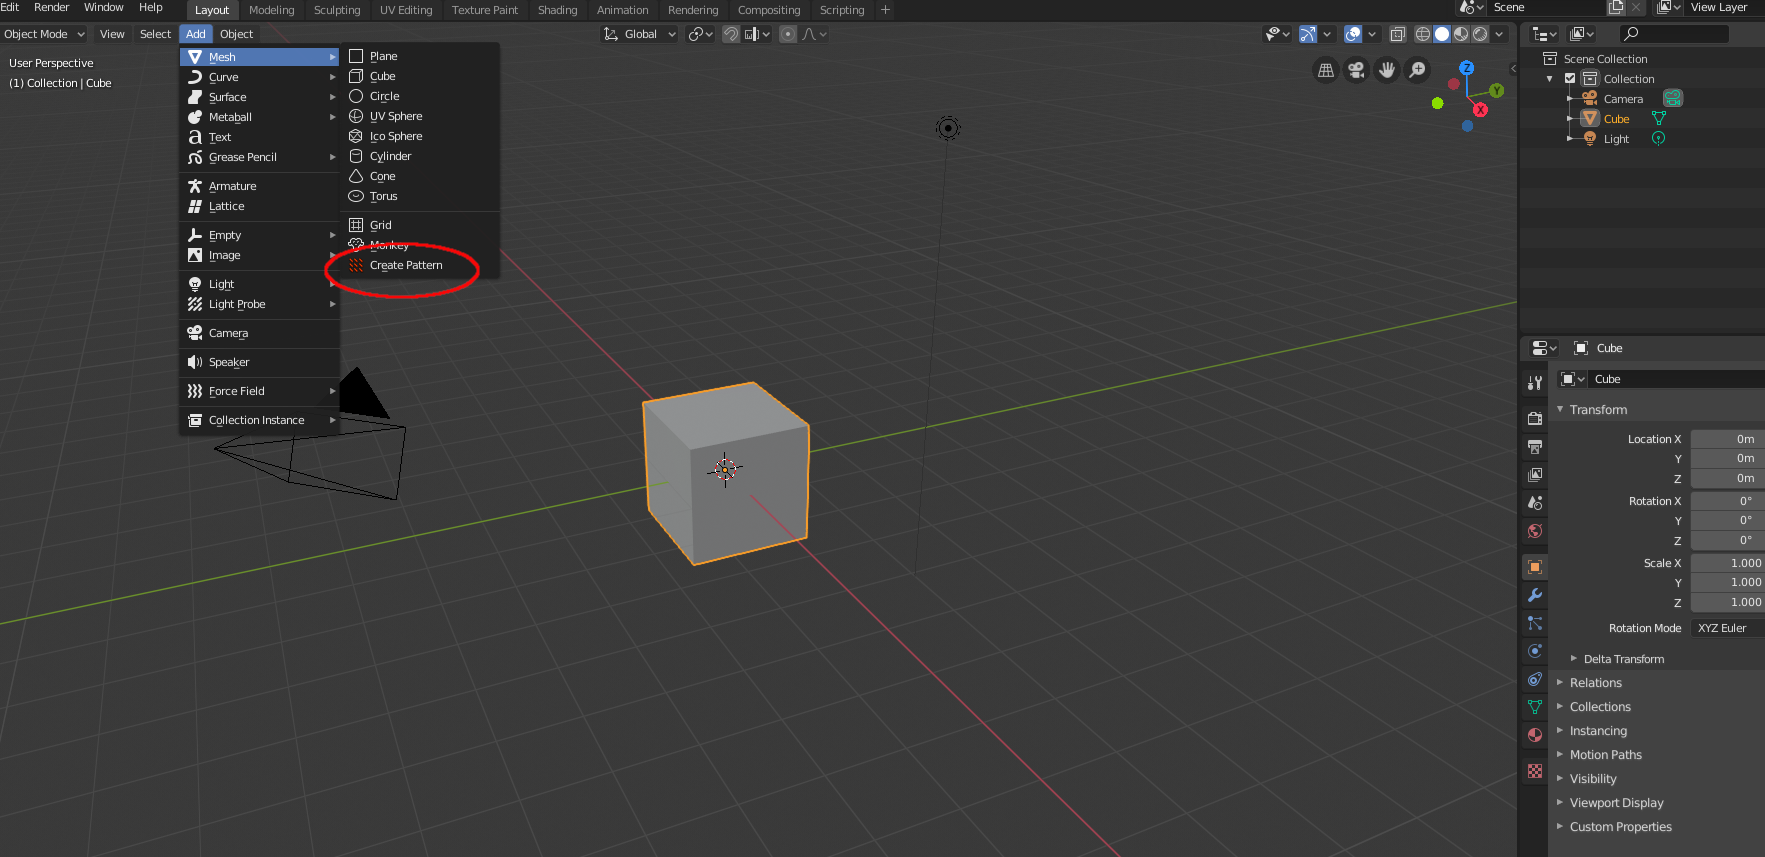 Edit Render Window Help Layout Modeling Sculpting UV Editing Texture Paint Shading Animation Rendering Compositing Scripting + Scene View Layer
Object Mode View Select Add Object Global
User Perspective
(1) Collection | Cube
Mesh
Curve
Surface
Metaball
Text
Grease Pencil
Armature
Lattice
Empty
Image
Light
Light Probe
Camera
Speaker
Force Field
Collection Instance
Plane
Cube
Circle
UV Sphere
Ico Sphere
Cylinder
Cone
Torus
Grid
Monkey
Create Pattern
Z
Y
X
Scene Collection
Collection
Camera
Cube
Light
Cube
Cube
Transform
Location X 0m
Y 0m
Z 0m
Rotation X 0°
Y 0°
Z 0°
Scale X 1.000
Y 1.000
Z 1.000
Rotation Mode XYZ Euler
Delta Transform
Relations
Collections
Instancing
Motion Paths
Visibility
Viewport Display
Custom Properties